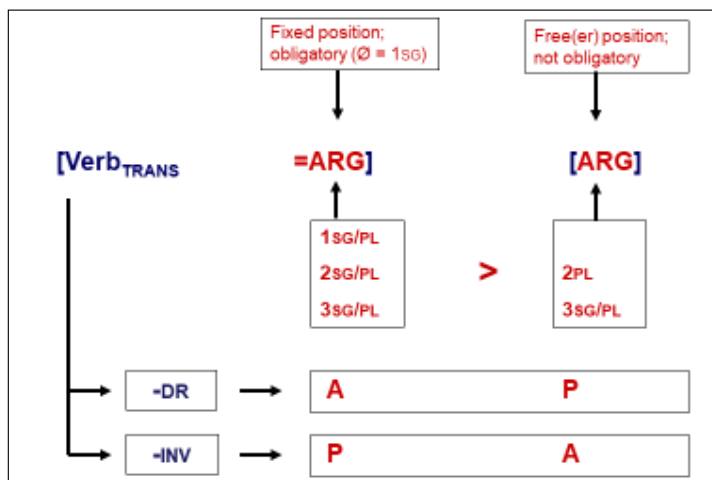 Fixed position;
obligatory (Ø = 1SG)
Free(er) position;
not obligatory
[VerbTRANS =ARG] [ARG]
1SG/PL
2SG/PL > 2PL
3SG/PL 3SG/PL
-DR A P
-INV P A